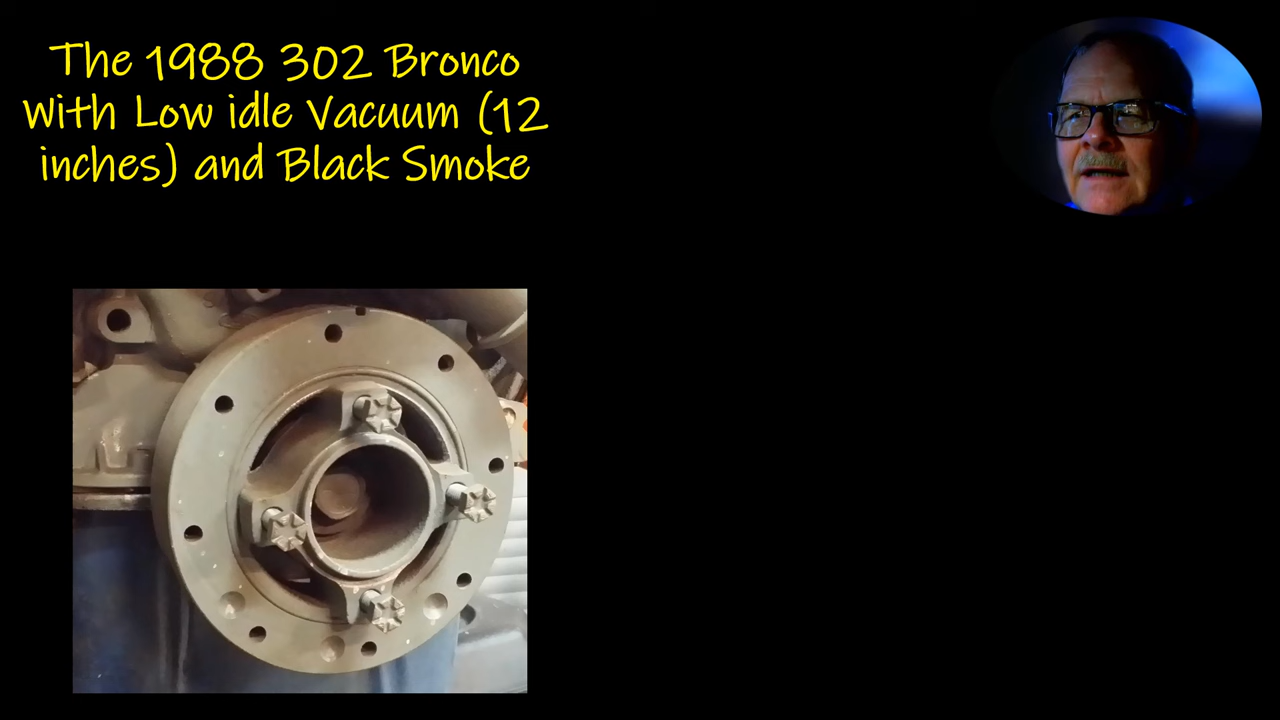 The 1988 302 Bronco
with Low idle Vacuum (12
inches) and Black Smoke